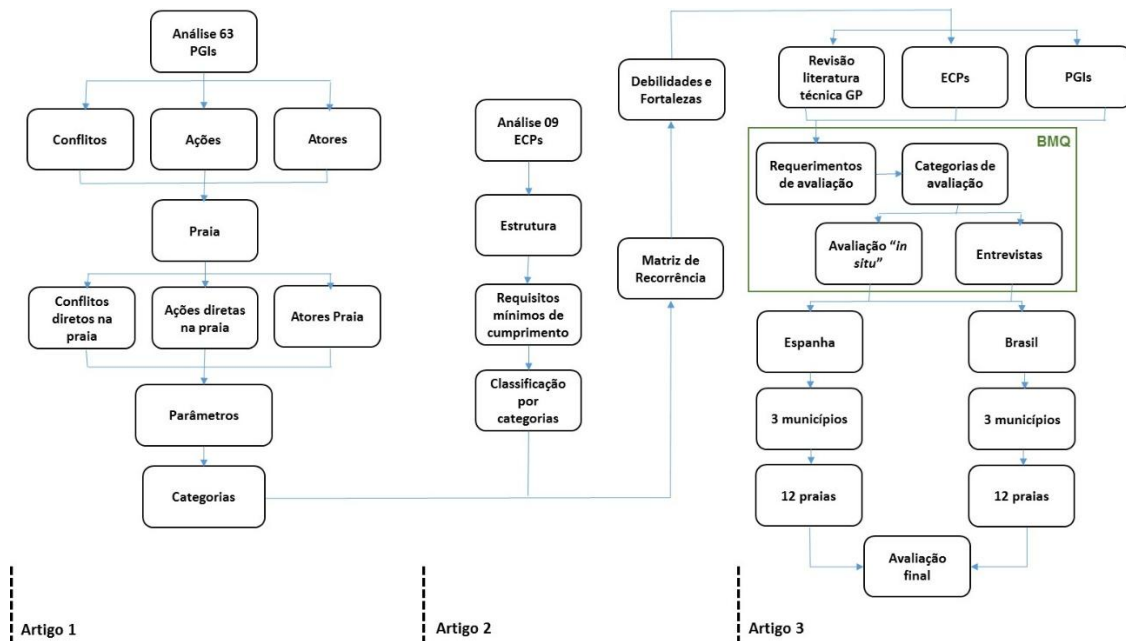 Análise 63
PGIs
Conflitos
Ações
Atores
Praia
Conflitos
diretos na
praia
Ações diretas
na praia
Atores Praia
Parâmetros
Categorias
Artigo 1
Análise 09
ECPs
Estrutura
Requisitos
mínimos de
cumprimento
Classificação
por
categorias
Artigo 2
Debilidades e
Fortalezas
Matriz de
Recorrência
Revisão
literatura
técnica GP
ECPs
PGIs
BMQ
Requerimentos
de avaliação
Categorias de
avaliação
Avaliação “in
situ”
Entrevistas
Espanha
Brasil
3 municípios
3 municípios
12 praias
12 praias
Avaliação
final
Artigo 3